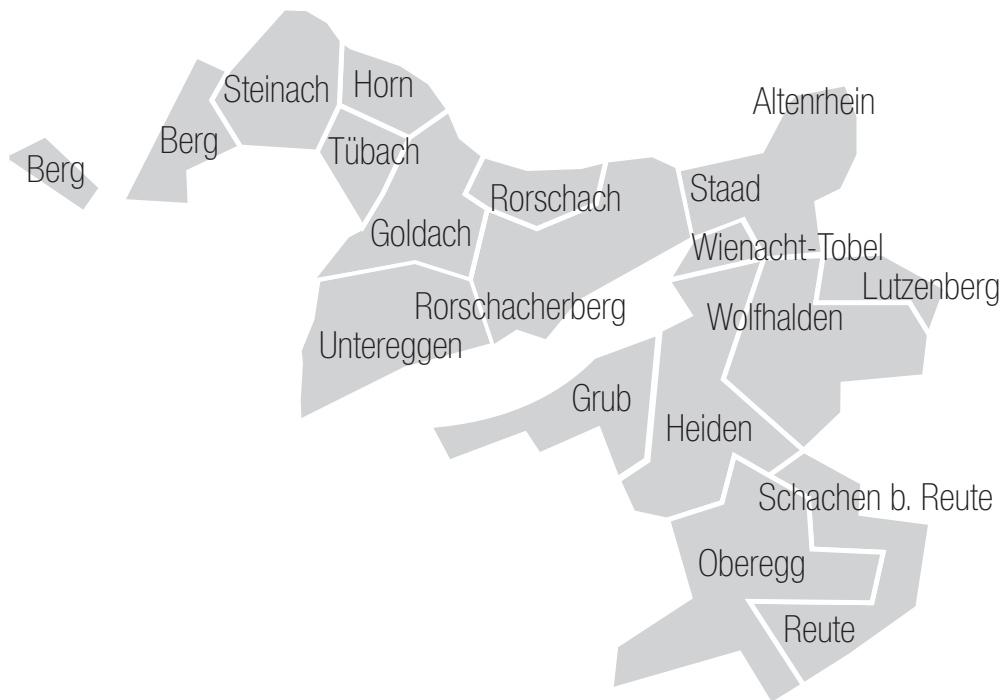 Steinach
Horn
Altenrhein
Berg
Tübach
Berg
Staad
Rorschach
Goldach
Wienacht-Tobel
Lutzenberg
Rorschacherberg
Wolfhalden
Untereggen
Grub
Heiden
Schachen b. Reute
Oberegg
Reute